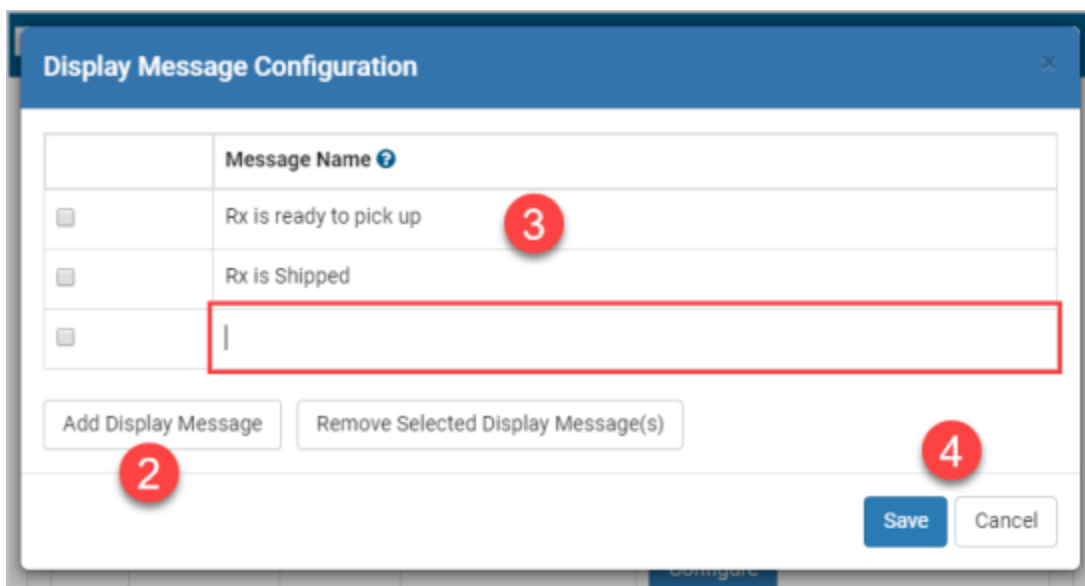 Display Message Configuration ×
Message Name ?
Rx is ready to pick up
3
Rx is Shipped
Add Display Message Remove Selected Display Message(s)
2
4
Save Cancel
Configure